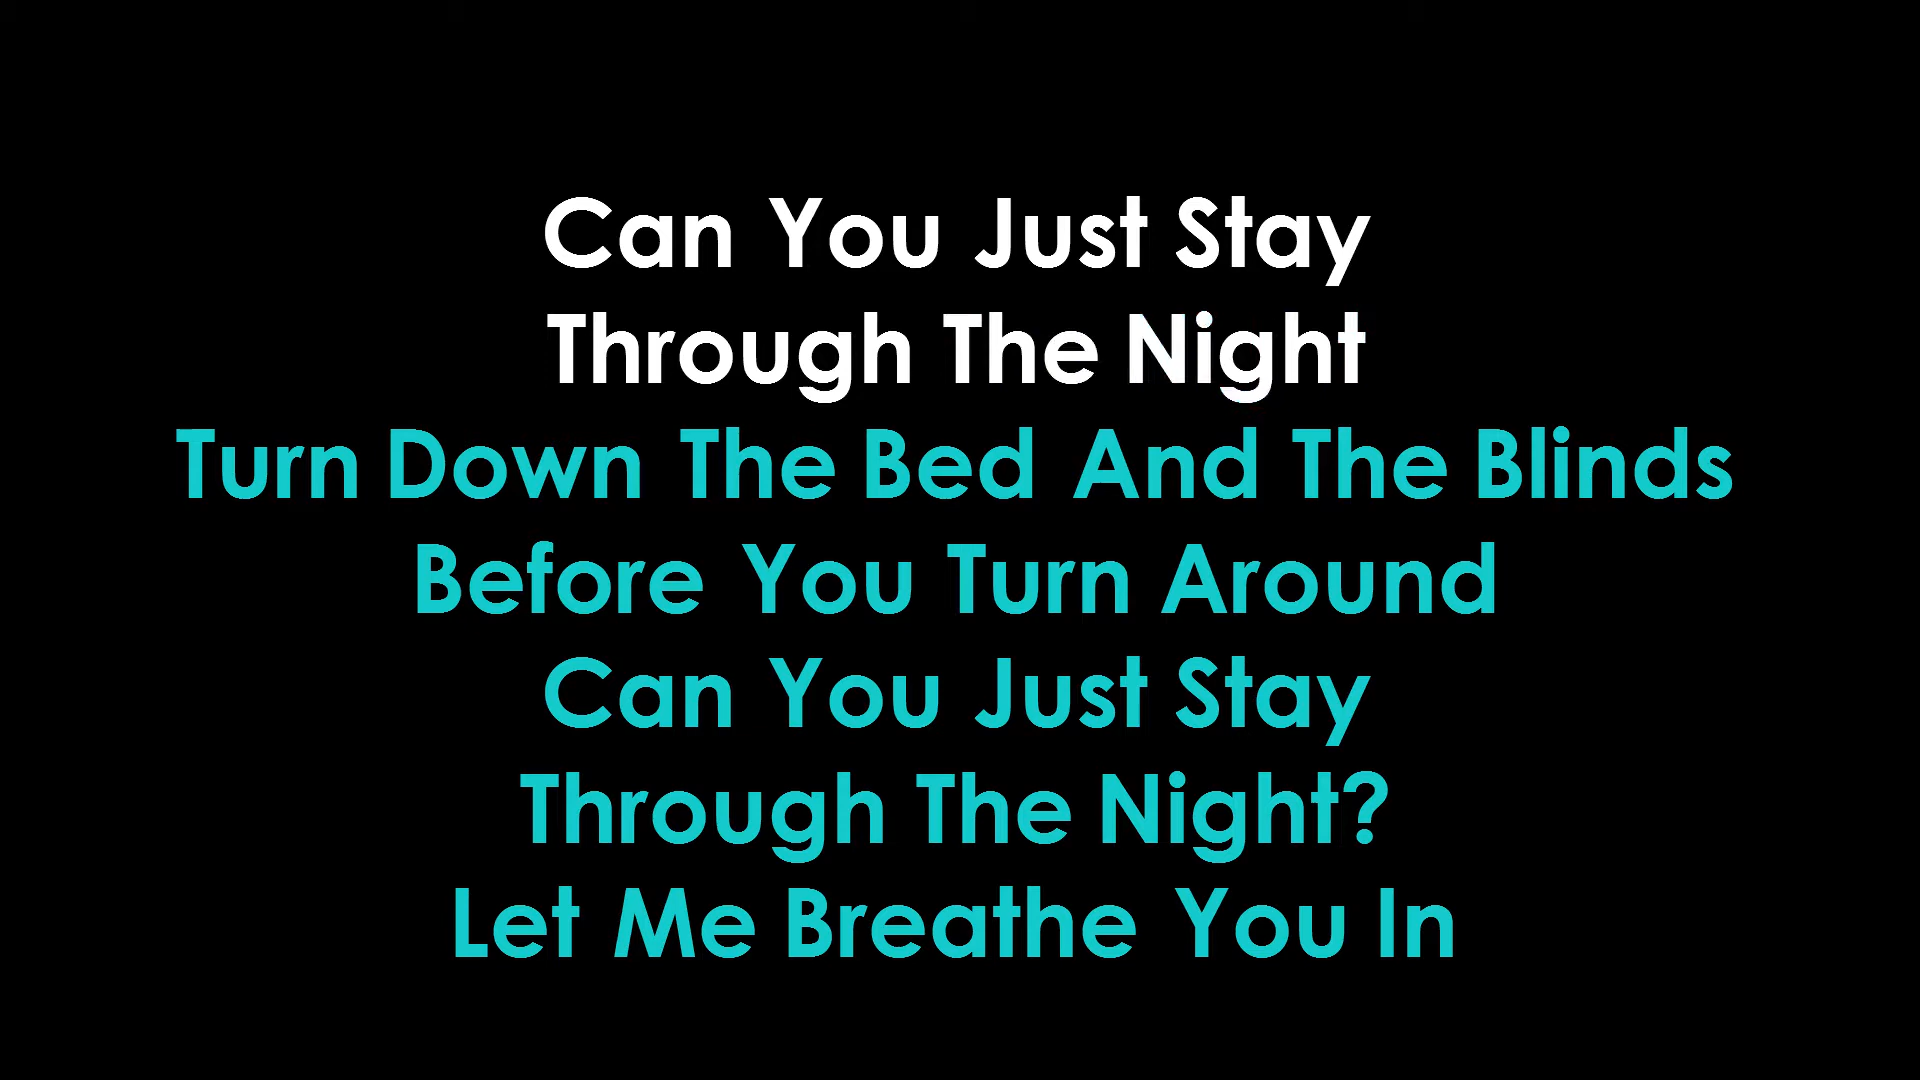 Can You Just Stay
Through The Night
Turn Down The Bed And The Blinds
Before You Turn Around
Can You Just Stay
Through The Night?
Let Me Breathe You In